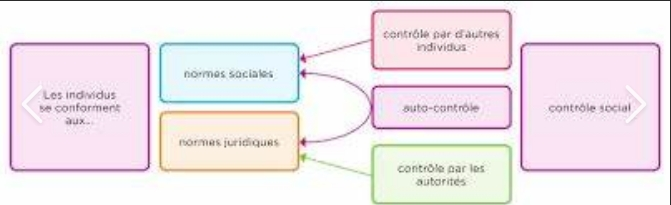 Les individus
se conforment
aux...
normes sociales
normes juridiques
contrôle par d'autres
individus
auto-contrôle
contrôle par les
autorités
contrôle social